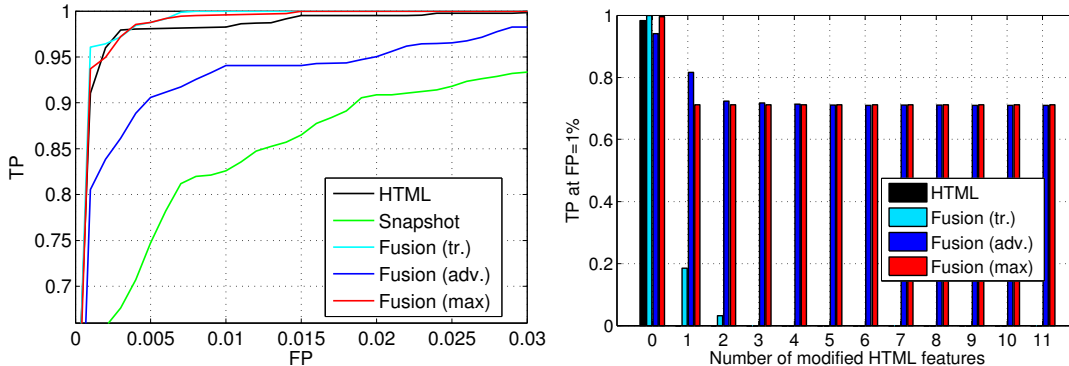 1
0.95
0.9
0.85
0.8
0.75
0.7
TP
0
0.005
0.01
0.015
0.02
0.025
0.03
FP
HTML
Snapshot
Fusion (tr.)
Fusion (adv.)
Fusion (max)
1
0.8
0.6
0.4
0.2
0
TP at FP=1%
0 1 2 3 4 5 6 7 8 9 10 11
Number of modified HTML features
HTML
Fusion (tr.)
Fusion (adv.)
Fusion (max)